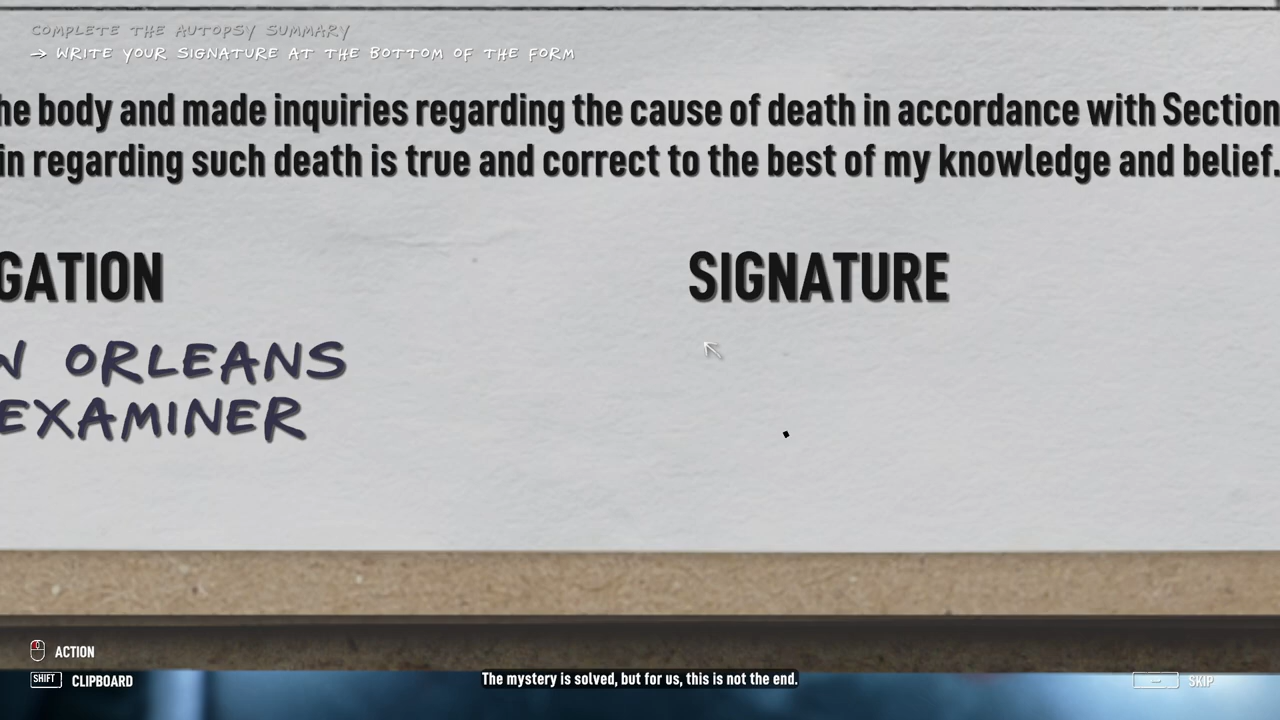 COMPLETE THE AUTOPSY SUMMARY
→ WRITE YOUR SIGNATURE AT THE BOTTOM OF THE FORM
he body and made inquiries regarding the cause of death in accordance with Section
in regarding such death is true and correct to the best of my knowledge and belief.
GATION
SIGNATURE
W ORLEANS
EXAMINER
ACTION
SHIFT CLIPBOARD
The mystery is solved, but for us, this is not the end.
SKIP